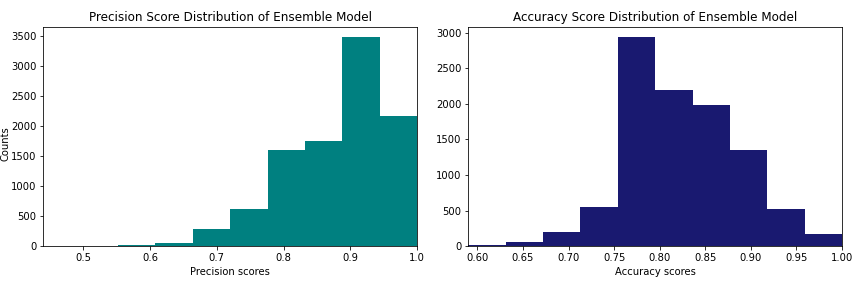 Precision Score Distribution of Ensemble Model
3500
3000
2500
2000
1500
1000
500
0
Counts
0.5 0.6 0.7 0.8 0.9 1.0
Precision scores
Accuracy Score Distribution of Ensemble Model
3000
2500
2000
1500
1000
500
0
0.60 0.65 0.70 0.75 0.80 0.85 0.90 0.95 1.00
Accuracy scores